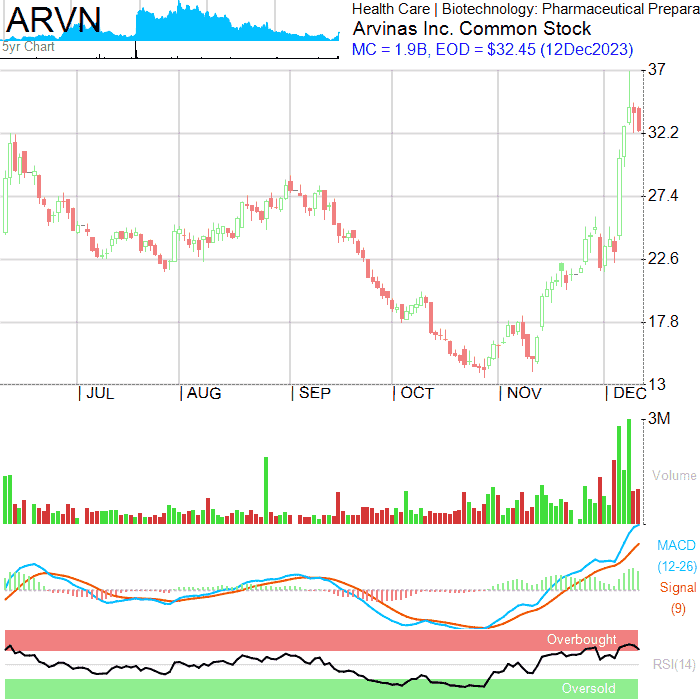 ARVN
5yr Chart
Health Care | Biotechnology: Pharmaceutical Prepara
Arvinas Inc. Common Stock
MC = 1.9B, EOD = $32.45 (12Dec2023)
37
32.2
27.4
22.6
17.8
13
JUL AUG SEP OCT NOV DEC
3M
Volume
MACD
(12-26)
Signal
(9)
Overbought
RSI(14)
Oversold